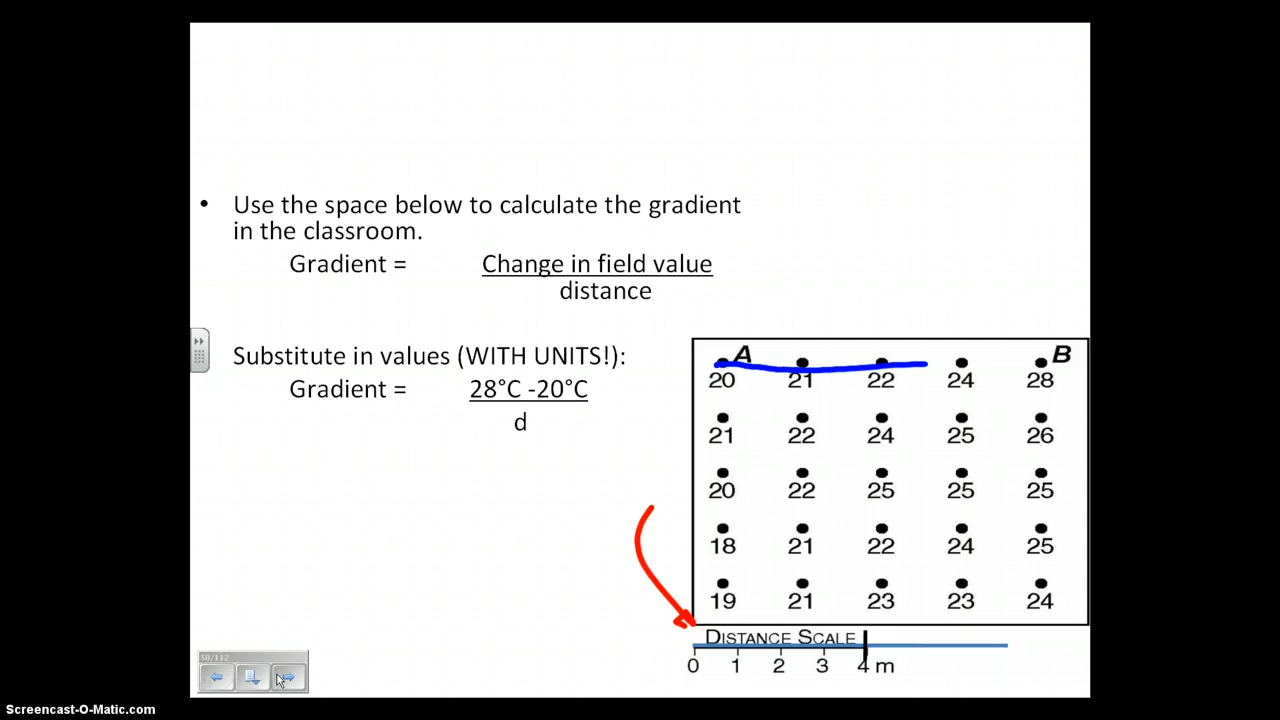 • Use the space below to calculate the gradient
in the classroom.
Gradient = Change in field value
distance
Substitute in values (WITH UNITS!):
Gradient = 28°C -20°C
d
A B
20 21 22 24 28
21 22 24 25 26
20 22 25 25 25
18 21 22 24 25
19 21 23 23 24
DISTANCE SCALE
0 1 2 3 4 m
58/112
Screencast-O-Matic.com